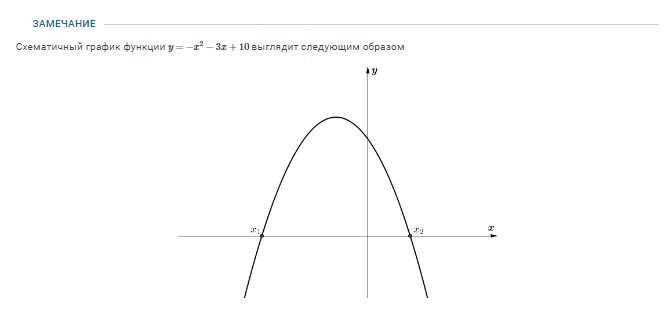 ЗАМЕЧАНИЕ
Схематичный график функции y = −x² − 3x + 10 выглядит следующим образом
y
x₁ x₂ x